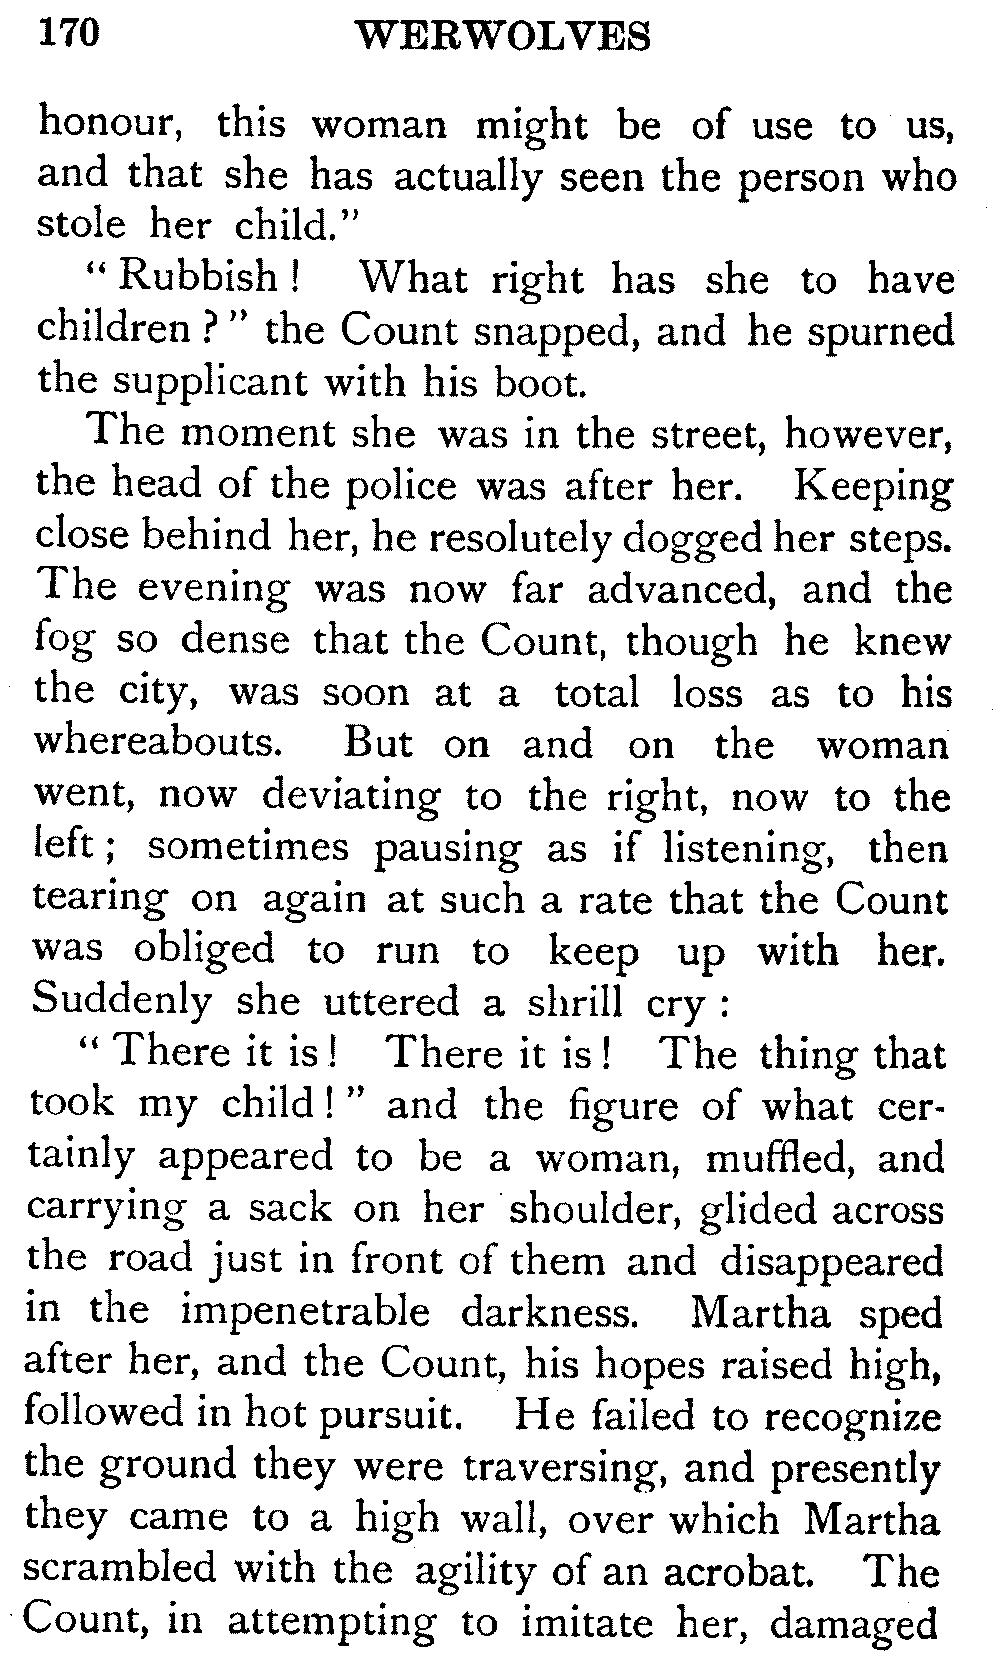 170 WERWOLVES
honour, this woman might be of use to us,
and that she has actually seen the person who
stole her child.”
“ Rubbish ! What right has she to have
children ? ” the Count snapped, and he spurned
the supplicant with his boot.
The moment she was in the street, however,
the head of the police was after her. Keeping
close behind her, he resolutely dogged her steps.
The evening was now far advanced, and the
fog so dense that the Count, though he knew
the city, was soon at a total loss as to his
whereabouts. But on and on the woman
went, now deviating to the right, now to the
left ; sometimes pausing as if listening, then
tearing on again at such a rate that the Count
was obliged to run to keep up with her.
Suddenly she uttered a shrill cry :
“ There it is ! There it is ! The thing that
took my child ! ” and the figure of what cer-
tainly appeared to be a woman, muffled, and
carrying a sack on her shoulder, glided across
the road just in front of them and disappeared
in the impenetrable darkness. Martha sped
after her, and the Count, his hopes raised high,
followed in hot pursuit. He failed to recognize
the ground they were traversing, and presently
they came to a high wall, over which Martha
scrambled with the agility of an acrobat. The
Count, in attempting to imitate her, damaged